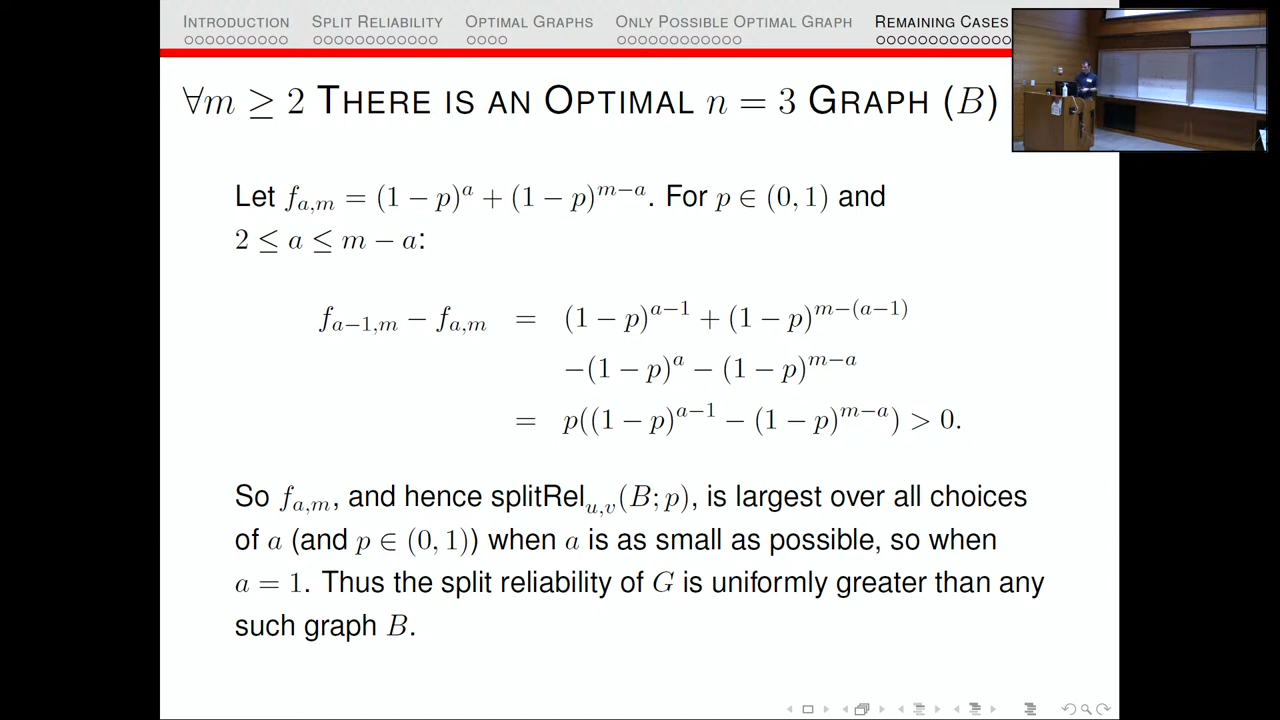 INTRODUCTION SPLIT RELIABILITY OPTIMAL GRAPHS ONLY POSSIBLE OPTIMAL GRAPH REMAINING CASES
∀m ≥ 2 THERE IS AN OPTIMAL n = 3 GRAPH (B)
Let f_{a,m} = (1 − p)^a + (1 − p)^{m−a}. For p ∈ (0, 1) and
2 ≤ a ≤ m − a:
f_{a−1,m} − f_{a,m} = (1 − p)^{a−1} + (1 − p)^{m−(a−1)}
−(1 − p)^a − (1 − p)^{m−a}
= p((1 − p)^{a−1} − (1 − p)^{m−a}) > 0.
So f_{a,m}, and hence splitRel_{u,v}(B; p), is largest over all choices
of a (and p ∈ (0, 1)) when a is as small as possible, so when
a = 1. Thus the split reliability of G is uniformly greater than any
such graph B.